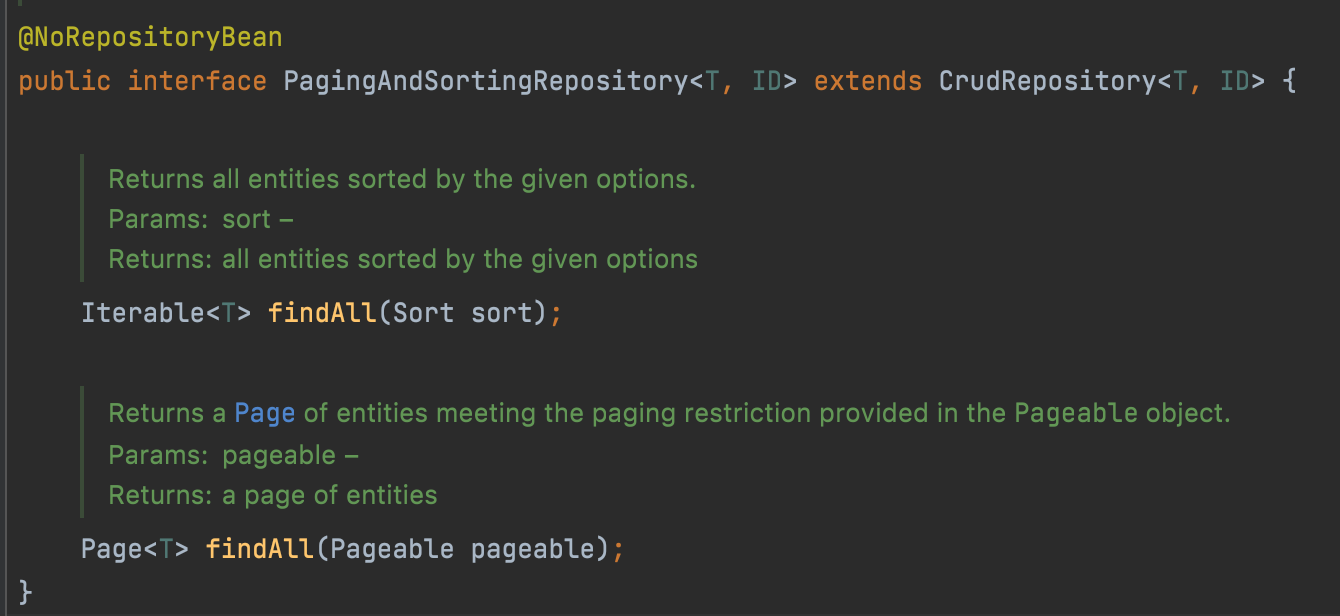 @NoRepositoryBean
public interface PagingAndSortingRepository<T, ID> extends CrudRepository<T, ID> {
Returns all entities sorted by the given options.
Params: sort –
Returns: all entities sorted by the given options
Iterable<T> findAll(Sort sort);
Returns a Page of entities meeting the paging restriction provided in the Pageable object.
Params: pageable –
Returns: a page of entities
Page<T> findAll(Pageable pageable);
}